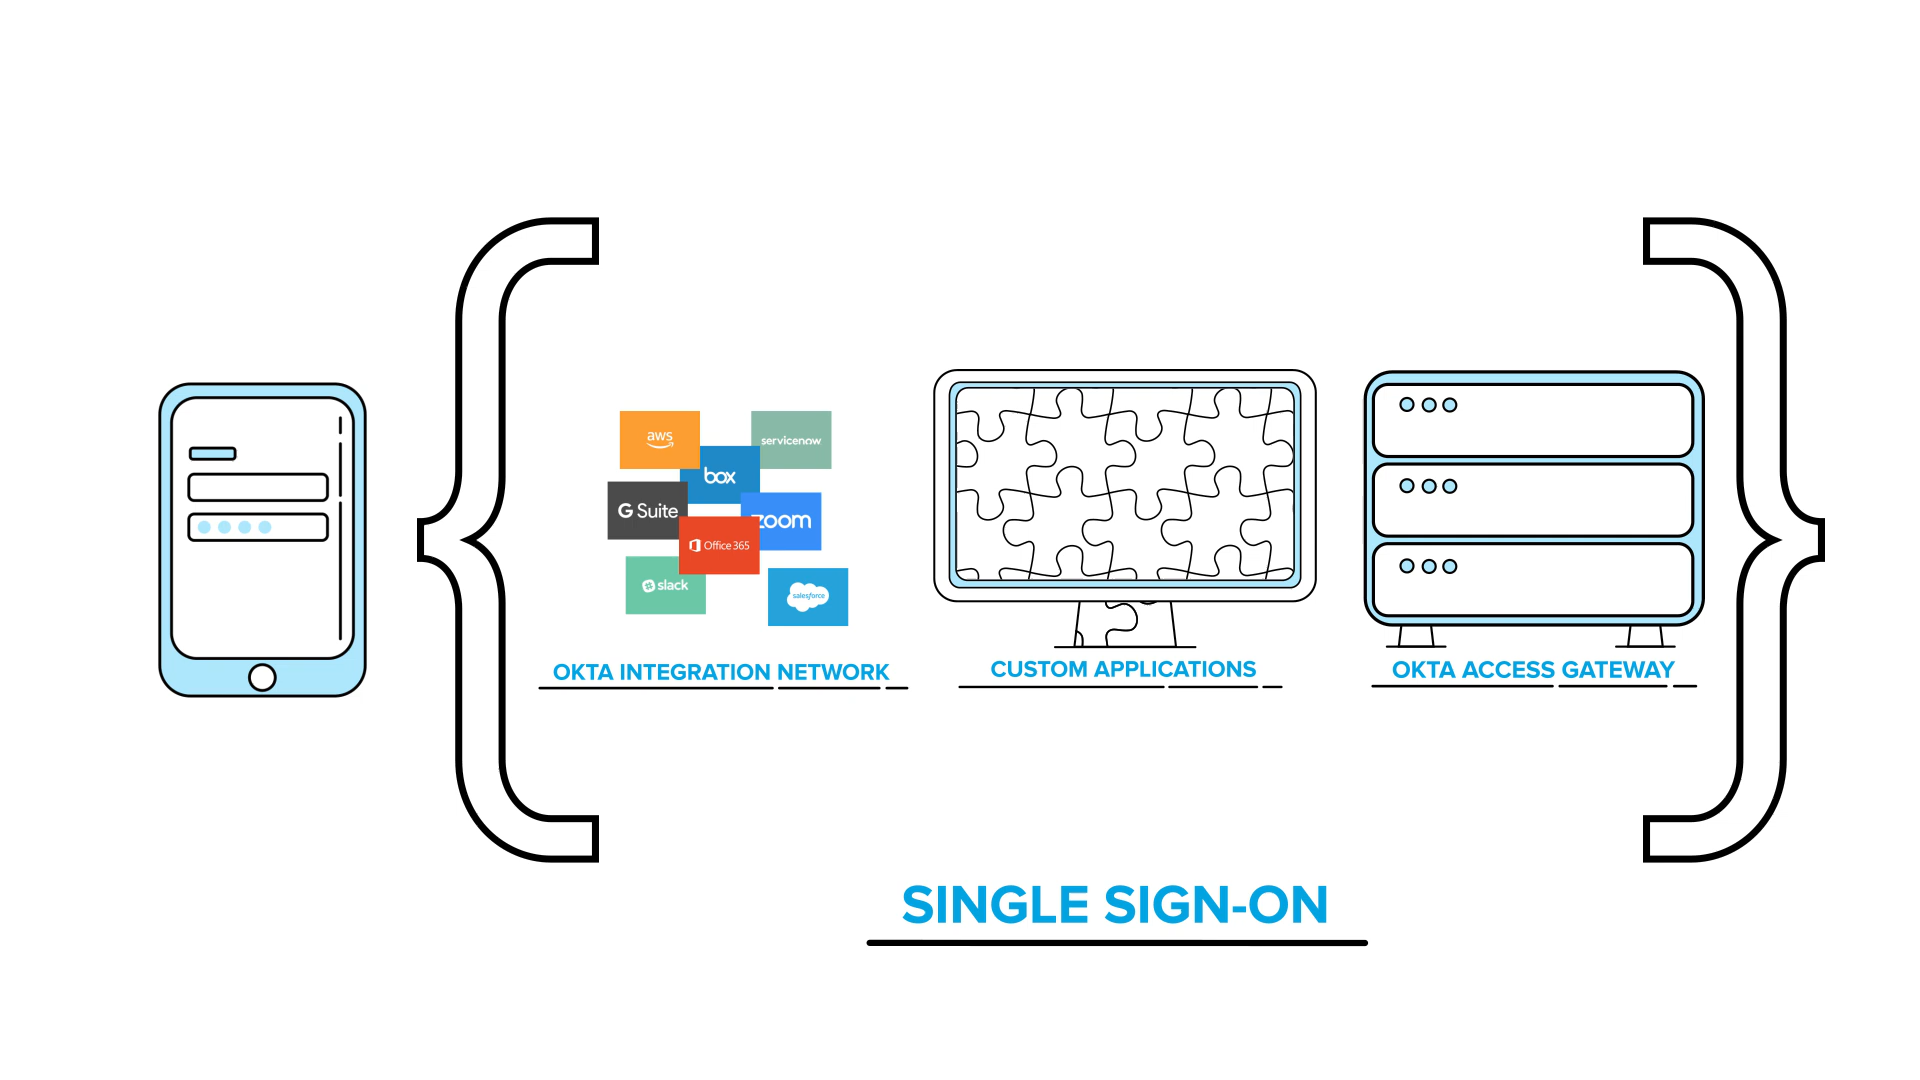 aws
servicenow
box
G Suite
zoom
Office 365
slack
salesforce
OKTA INTEGRATION NETWORK
CUSTOM APPLICATIONS
OKTA ACCESS GATEWAY
SINGLE SIGN-ON